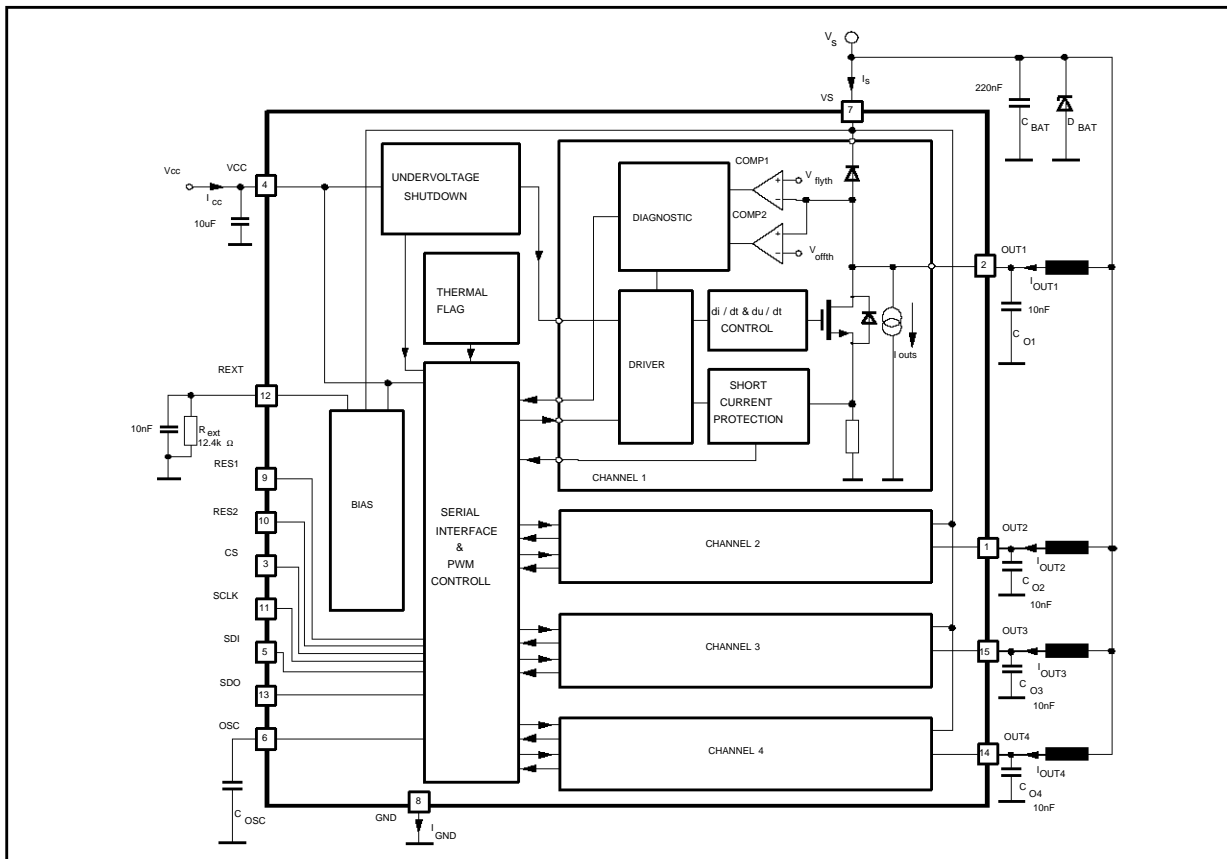 V S
I S
VS
7
220nF
C BAT
D BAT
Vcc
I cc
VCC
4
10uF
UNDERVOLTAGE
SHUTDOWN
THERMAL
FLAG
DIAGNOSTIC
COMP1
+
-
V flyth
COMP2
+
-
V offth
OUT1
2
I OUT1
10nF
C O1
di / dt & du / dt
CONTROL
I outs
DRIVER
SHORT
CURRENT
PROTECTION
CHANNEL 1
REXT
12
10nF
R ext
12.4k Ω
RES1
9
RES2
10
CS
3
SCLK
11
SDI
5
SDO
13
OSC
6
C OSC
BIAS
SERIAL
INTERFACE
&
PWM
CONTROLL
CHANNEL 2
OUT2
1
I OUT2
C O2
10nF
CHANNEL 3
OUT3
15
I OUT3
C O3
10nF
CHANNEL 4
OUT4
14
I OUT4
C O4
10nF
8
GND
I GND